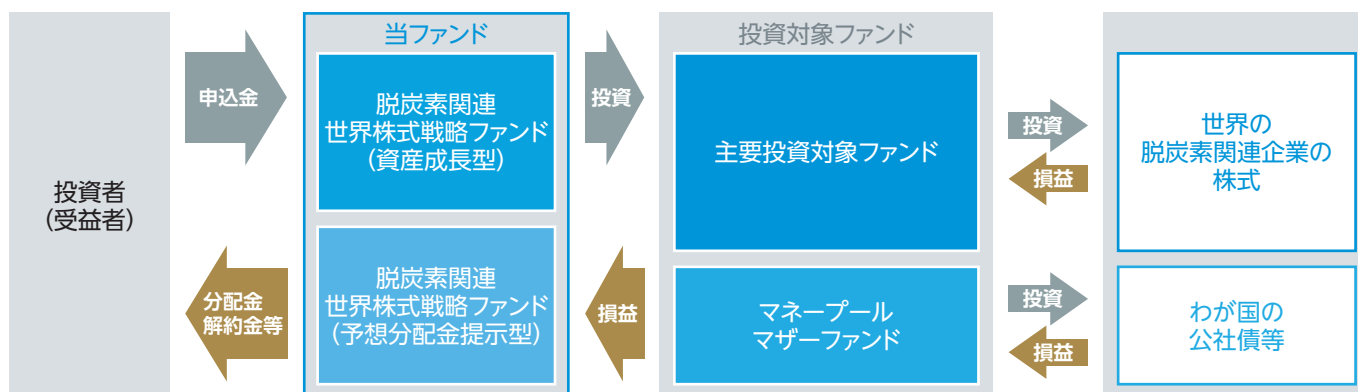 投資者
（受益者）
申込金
分配金
解約金等
当ファンド
脱炭素関連
世界株式戦略ファンド
（資産成長型）
脱炭素関連
世界株式戦略ファンド
（予想分配金提示型）
投資
損益
投資対象ファンド
主要投資対象ファンド
マネープール
マザーファンド
投資
損益
投資
損益
世界の
脱炭素関連企業の
株式
わが国の
公社債等